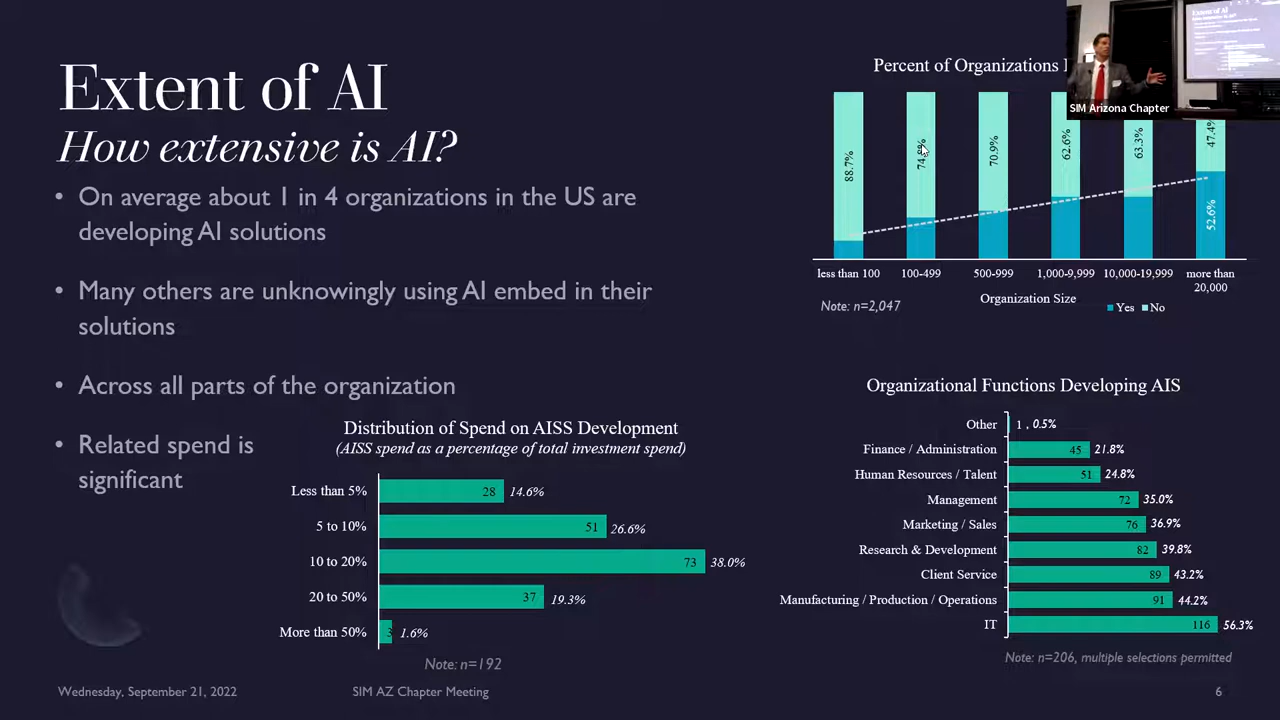 Extent of AI
How extensive is AI?
• On average about 1 in 4 organizations in the US are
developing AI solutions
• Many others are unknowingly using AI embed in their
solutions
• Across all parts of the organization
• Related spend is
significant
Percent of Organizations
88.7%
70.9%
62.6%
63.3%
47.4%
52.6%
less than 100
100-499
500-999
1,000-9,999
10,000-19,999
more than
20,000
Organization Size
Note: n=2,047
Yes No
SIM Arizona Chapter
Distribution of Spend on AISS Development
(AISS spend as a percentage of total investment spend)
Less than 5% 28 14.6%
5 to 10% 51 26.6%
10 to 20% 73 38.0%
20 to 50% 37 19.3%
More than 50% 3 1.6%
Note: n=192
Organizational Functions Developing AIS
Other 1 , 0.5%
Finance / Administration 45 21.8%
Human Resources / Talent 51 24.8%
Management 72 35.0%
Marketing / Sales 76 36.9%
Research & Development 82 39.8%
Client Service 89 43.2%
Manufacturing / Production / Operations 91 44.2%
IT 116 56.3%
Note: n=206, multiple selections permitted
Wednesday, September 21, 2022
SIM AZ Chapter Meeting
6